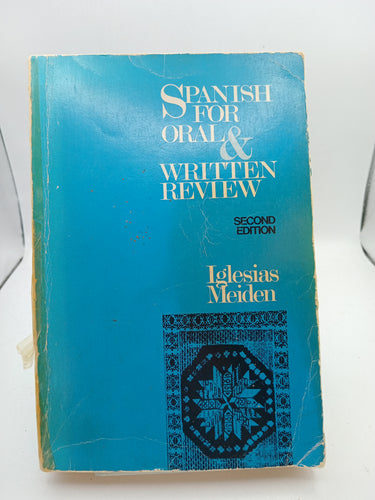 SPANISH
FOR
ORAL &
WRITTEN
REVIEW
SECOND
EDITION
Iglesias
Meiden